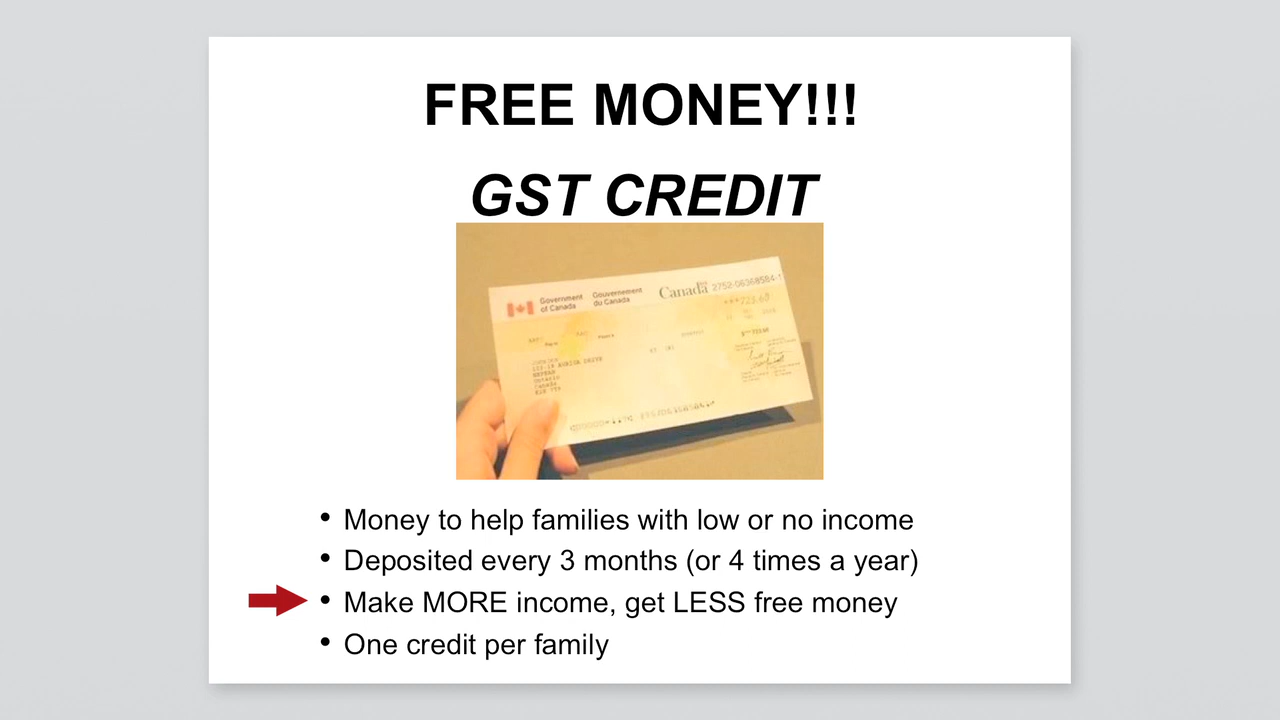 FREE MONEY!!!
GST CREDIT
Government of Canada
Gouvernement du Canada
Canada
• Money to help families with low or no income
• Deposited every 3 months (or 4 times a year)
• Make MORE income, get LESS free money
• One credit per family